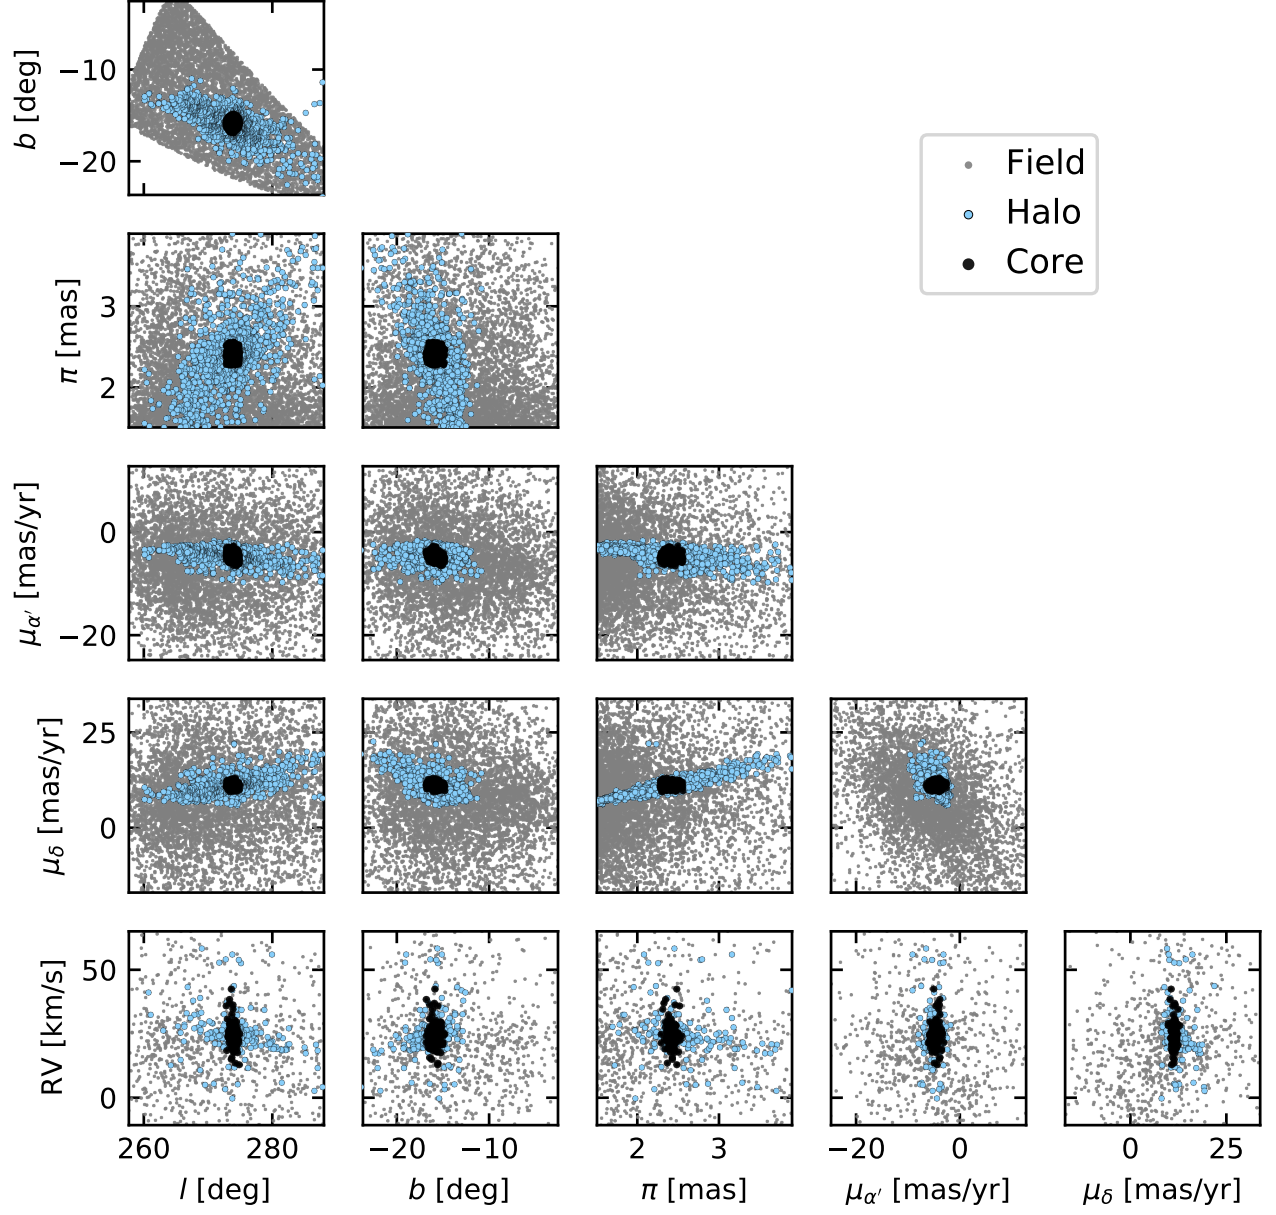 b [deg]
−10
−20
Field
Halo
Core
π [mas]
3
2
μα′ [mas/yr]
0
−20
μδ [mas/yr]
25
0
RV [km/s]
50
0
260 280 −20 −10 2 3 −20 0 0 25
l [deg] b [deg] π [mas] μα′ [mas/yr] μδ [mas/yr]